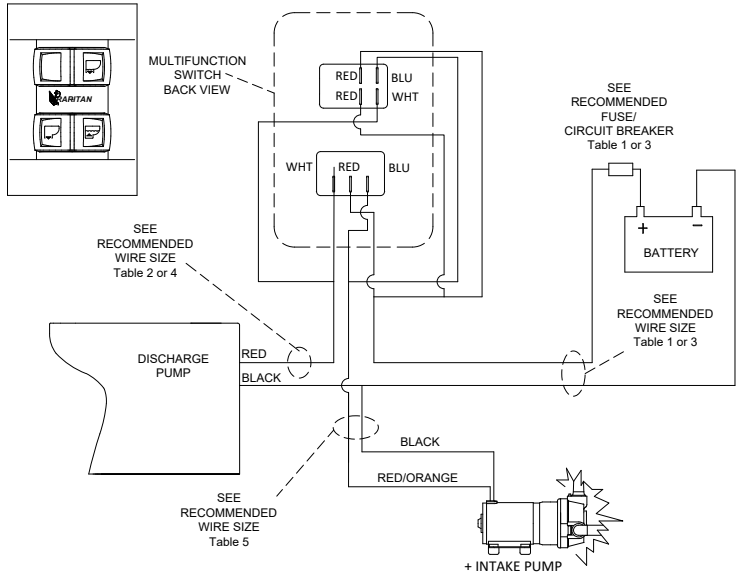 RARITAN
MULTIFUNCTION
SWITCH
BACK VIEW
RED
BLU
RED
WHT
WHT
RED
BLU
SEE
RECOMMENDED
FUSE/
CIRCUIT BREAKER
Table 1 or 3
+
–
BATTERY
SEE
RECOMMENDED
WIRE SIZE
Table 2 or 4
SEE
RECOMMENDED
WIRE SIZE
Table 1 or 3
DISCHARGE
PUMP
RED
BLACK
BLACK
RED/ORANGE
SEE
RECOMMENDED
WIRE SIZE
Table 5
+ INTAKE PUMP